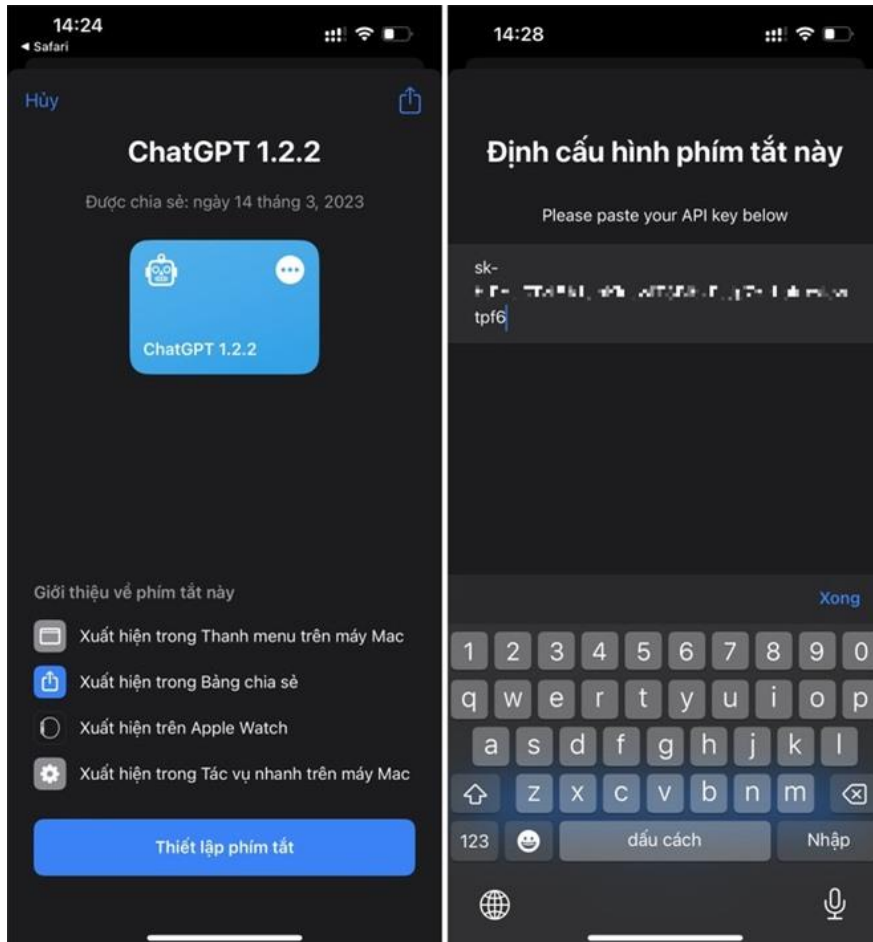 14:24
◀ Safari
Hủy
ChatGPT 1.2.2
Được chia sẻ: ngày 14 tháng 3, 2023
ChatGPT 1.2.2
Giới thiệu về phím tắt này
Xuất hiện trong Thanh menu trên máy Mac
Xuất hiện trong Bảng chia sẻ
Xuất hiện trên Apple Watch
Xuất hiện trong Tác vụ nhanh trên máy Mac
Thiết lập phím tắt
14:28
Định cấu hình phím tắt này
Please paste your API key below
sk-
tpf6
Xong
1 2 3 4 5 6 7 8 9 0
q w e r t y u i o p
a s d f g h j k l
z x c v b n m
123 dấu cách Nhập